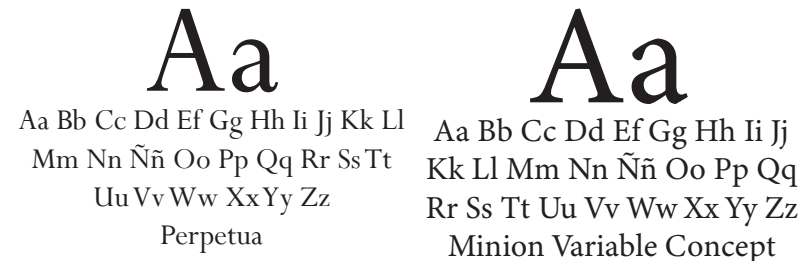 Aa
Aa Bb Cc Dd Ef Gg Hh Ii Jj Kk Ll
Mm Nn Ññ Oo Pp Qq Rr Ss Tt
Uu Vv Ww Xx Yy Zz
Perpetua
Aa
Aa Bb Cc Dd Ef Gg Hh Ii Jj
Kk Ll Mm Nn Ññ Oo Pp Qq
Rr Ss Tt Uu Vv Ww Xx Yy Zz
Minion Variable Concept